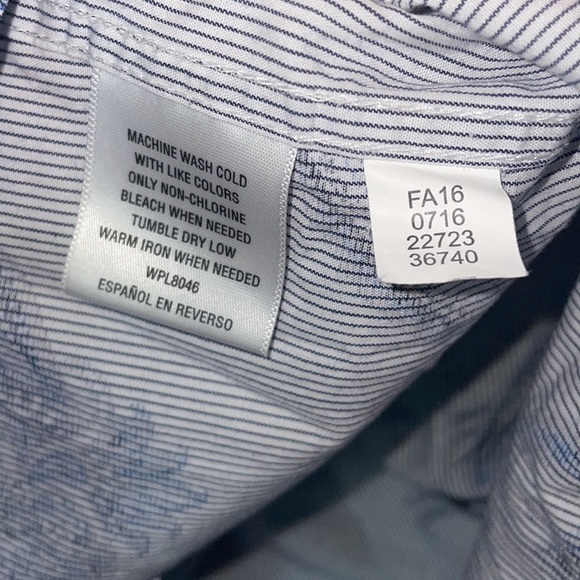 MACHINE WASH COLD
WITH LIKE COLORS
ONLY NON-CHLORINE
BLEACH WHEN NEEDED
TUMBLE DRY LOW
WARM IRON WHEN NEEDED
WPL8046
ESPAÑOL EN REVERSO
FA16
0716
22723
36740